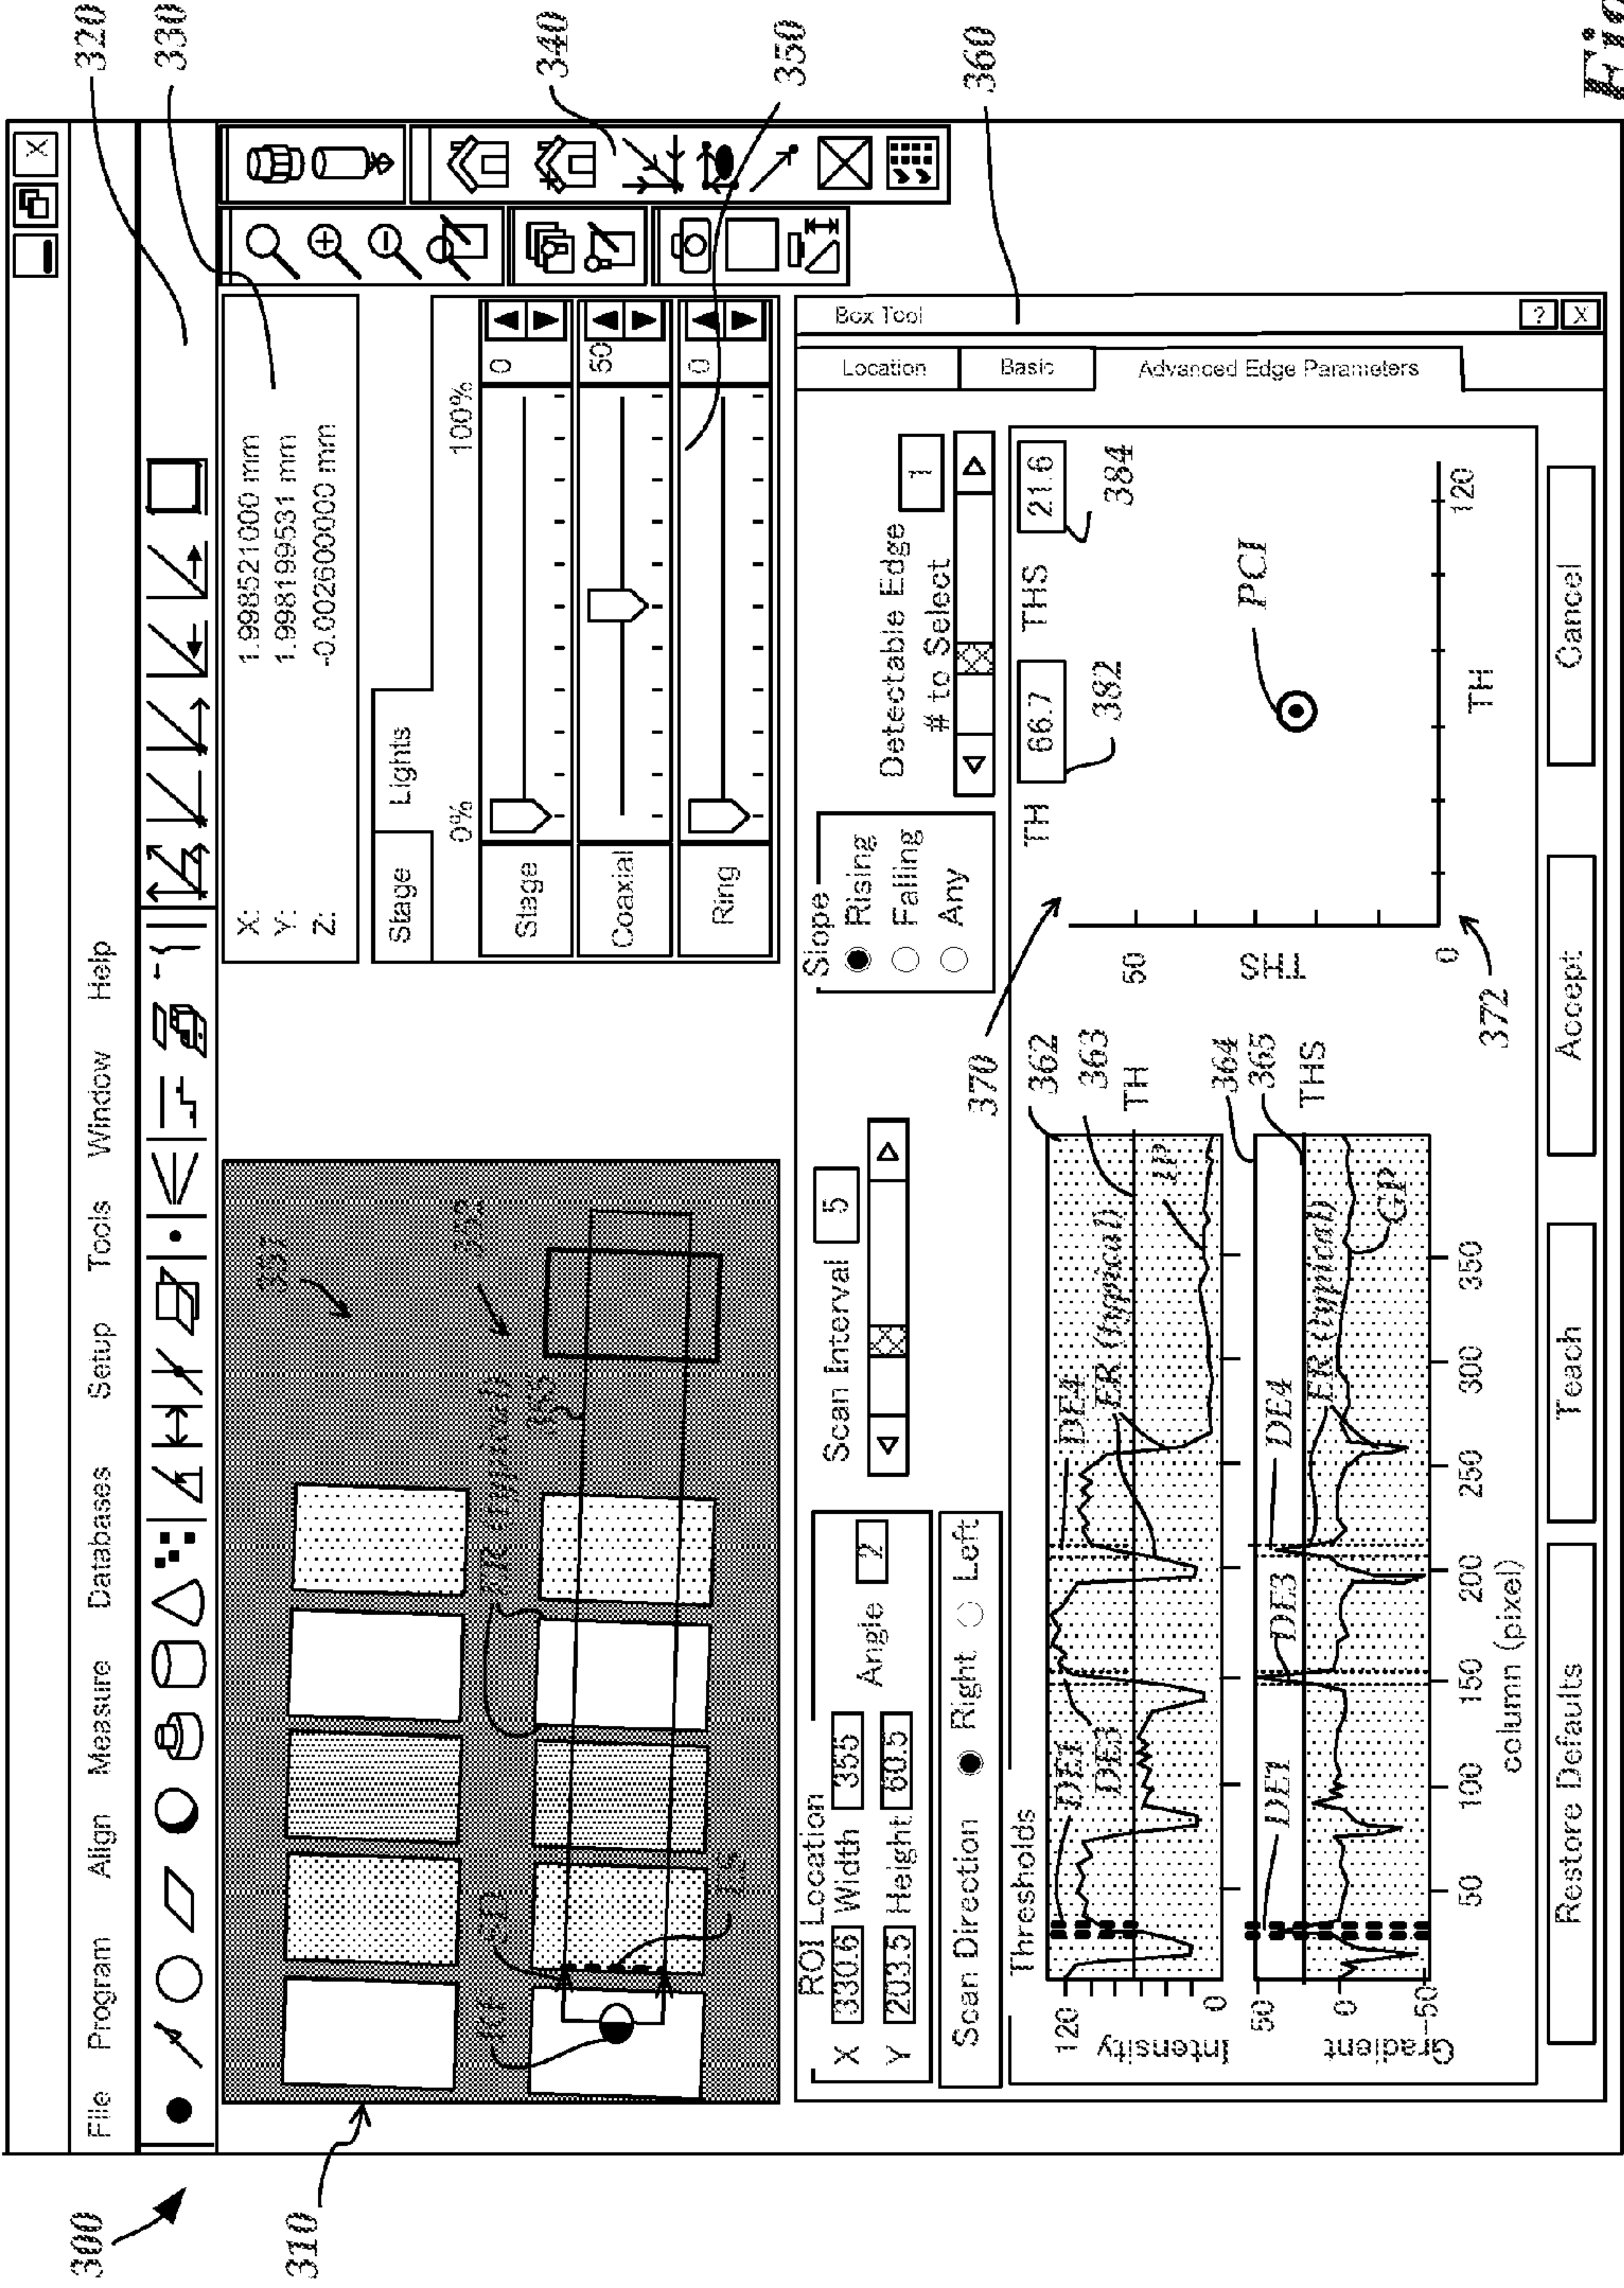 300
310
320
330
340
350
360
X
File Program Align Measure Databases Setup Tools Window Help
X: 1.998521000 mm
Y: 1.998199531 mm
Z: -0.002600000 mm
Stage Lights
0% 100%
Stage 0
Coaxial 50
Ring 0
ER (typical)
Box Tool ? X
Location
Basic
Advanced Edge Parameters
ROI Location
X 330.6 Width 355
Y 203.5 Height 60.5
Angle 2
Scan Interval 5
Scan Direction Right Left
Slope
Rising
Falling
Any
Detectable Edge
# to Select
1
Thresholds
TH 66.7 THS 21.6
382
384
370
362
363
TH
364
365
THS
372
120
Intensity
0
DE1
DE3
DE4
ER (typical)
IP
50
Gradient
0
-50
DE1
DE3
DE4
ER (typical)
GP
50 100 150 200 250 300 350
column (pixel)
50
THS
0
TH
120
PCI
Restore Defaults Teach Accept Cancel
Fig